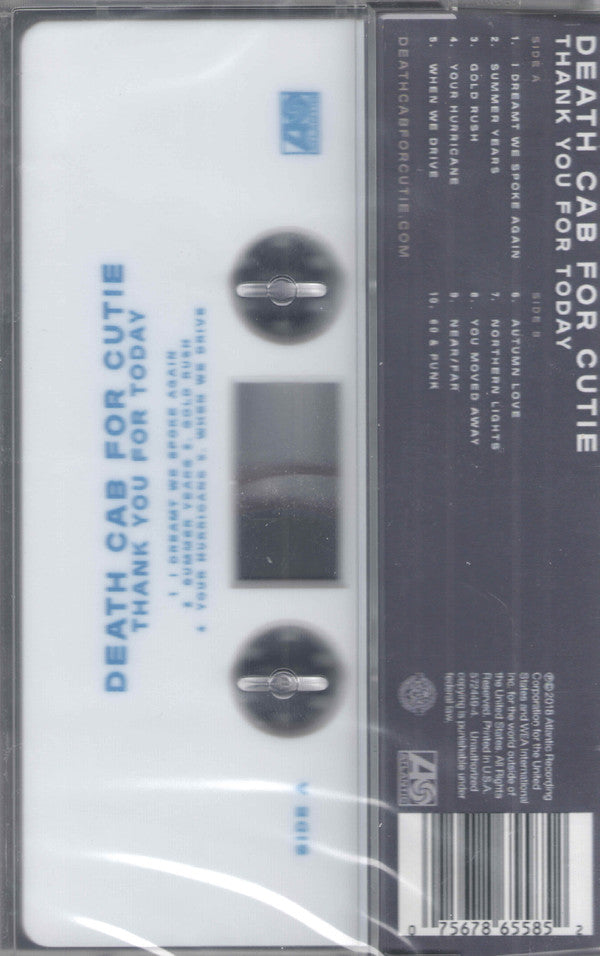 DEATH CAB FOR CUTIE
THANK YOU FOR TODAY
SIDE A
1. I DREAMT WE SPOKE AGAIN
2. SUMMER YEARS
3. GOLD RUSH
4. YOUR HURRICANE
5. WHEN WE DRIVE
SIDE B
6. AUTUMN LOVE
7. NORTHERN LIGHTS
8. YOU MOVED AWAY
9. NEAR/FAR
10. 60 & PUNK
DEATHCABFORCUTIE.COM
℗©2018 Atlantic Recording
Corporation for the United
States and WEA International
Inc. for the world outside of
the United States. All Rights
Reserved. Printed in U.S.A.
572449-4. Unauthorized
copying is punishable under
federal law.
ATLANTIC
0 75678 65585 2
DEATH CAB FOR CUTIE
THANK YOU FOR TODAY
1 I DREAMT WE SPOKE AGAIN
2 SUMMER YEARS 3. GOLD RUSH
4 YOUR HURRICANE 5. WHEN WE DRIVE
SIDE A